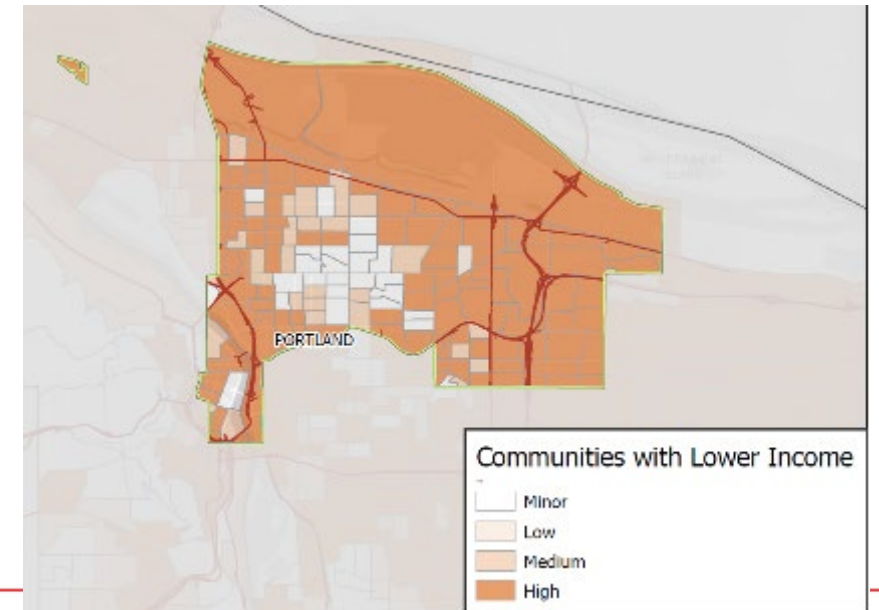 PORTLAND
Communities with Lower Income
Minor
Low
Medium
High